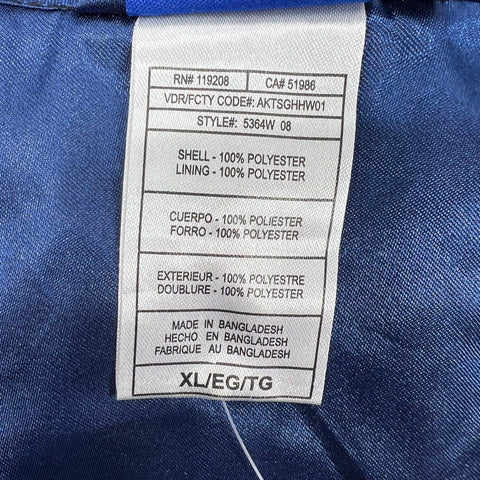 RN# 119208 CA# 51986
VDR/FCTY CODE#: AKTSGHHW01
STYLE#: 5364W 08
SHELL - 100% POLYESTER
LINING - 100% POLYESTER
CUERPO - 100% POLIESTER
FORRO - 100% POLIESTER
EXTERIEUR - 100% POLYESTRE
DOUBLURE - 100% POLYESTER
MADE IN BANGLADESH
HECHO EN BANGLADESH
FABRIQUE AU BANGLADESH
XL/EG/TG